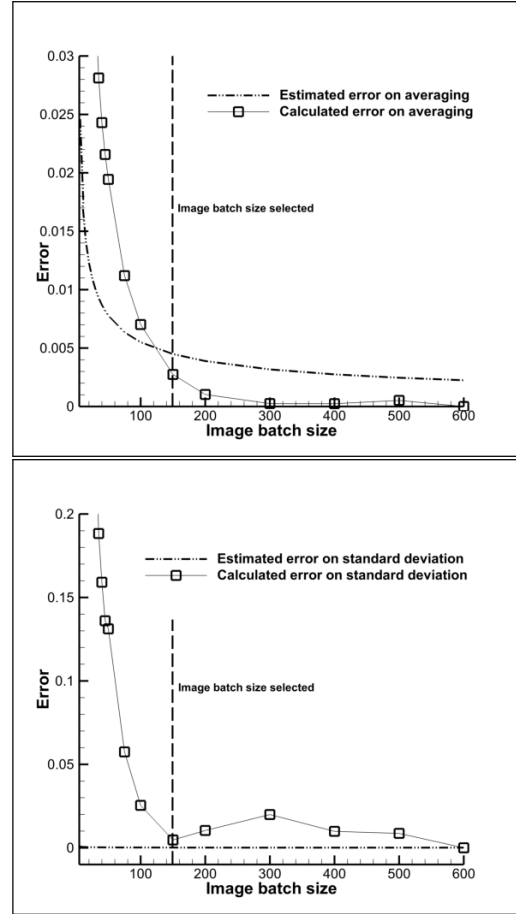 0.03
Estimated error on averaging
Calculated error on averaging
0.025
0.02
Image batch size selected
0.015
Error
0.01
0.005
0
100 200 300 400 500 600
Image batch size
0.2
Estimated error on standard deviation
Calculated error on standard deviation
0.15
0.1
Image batch size selected
Error
0.05
0
100 200 300 400 500 600
Image batch size